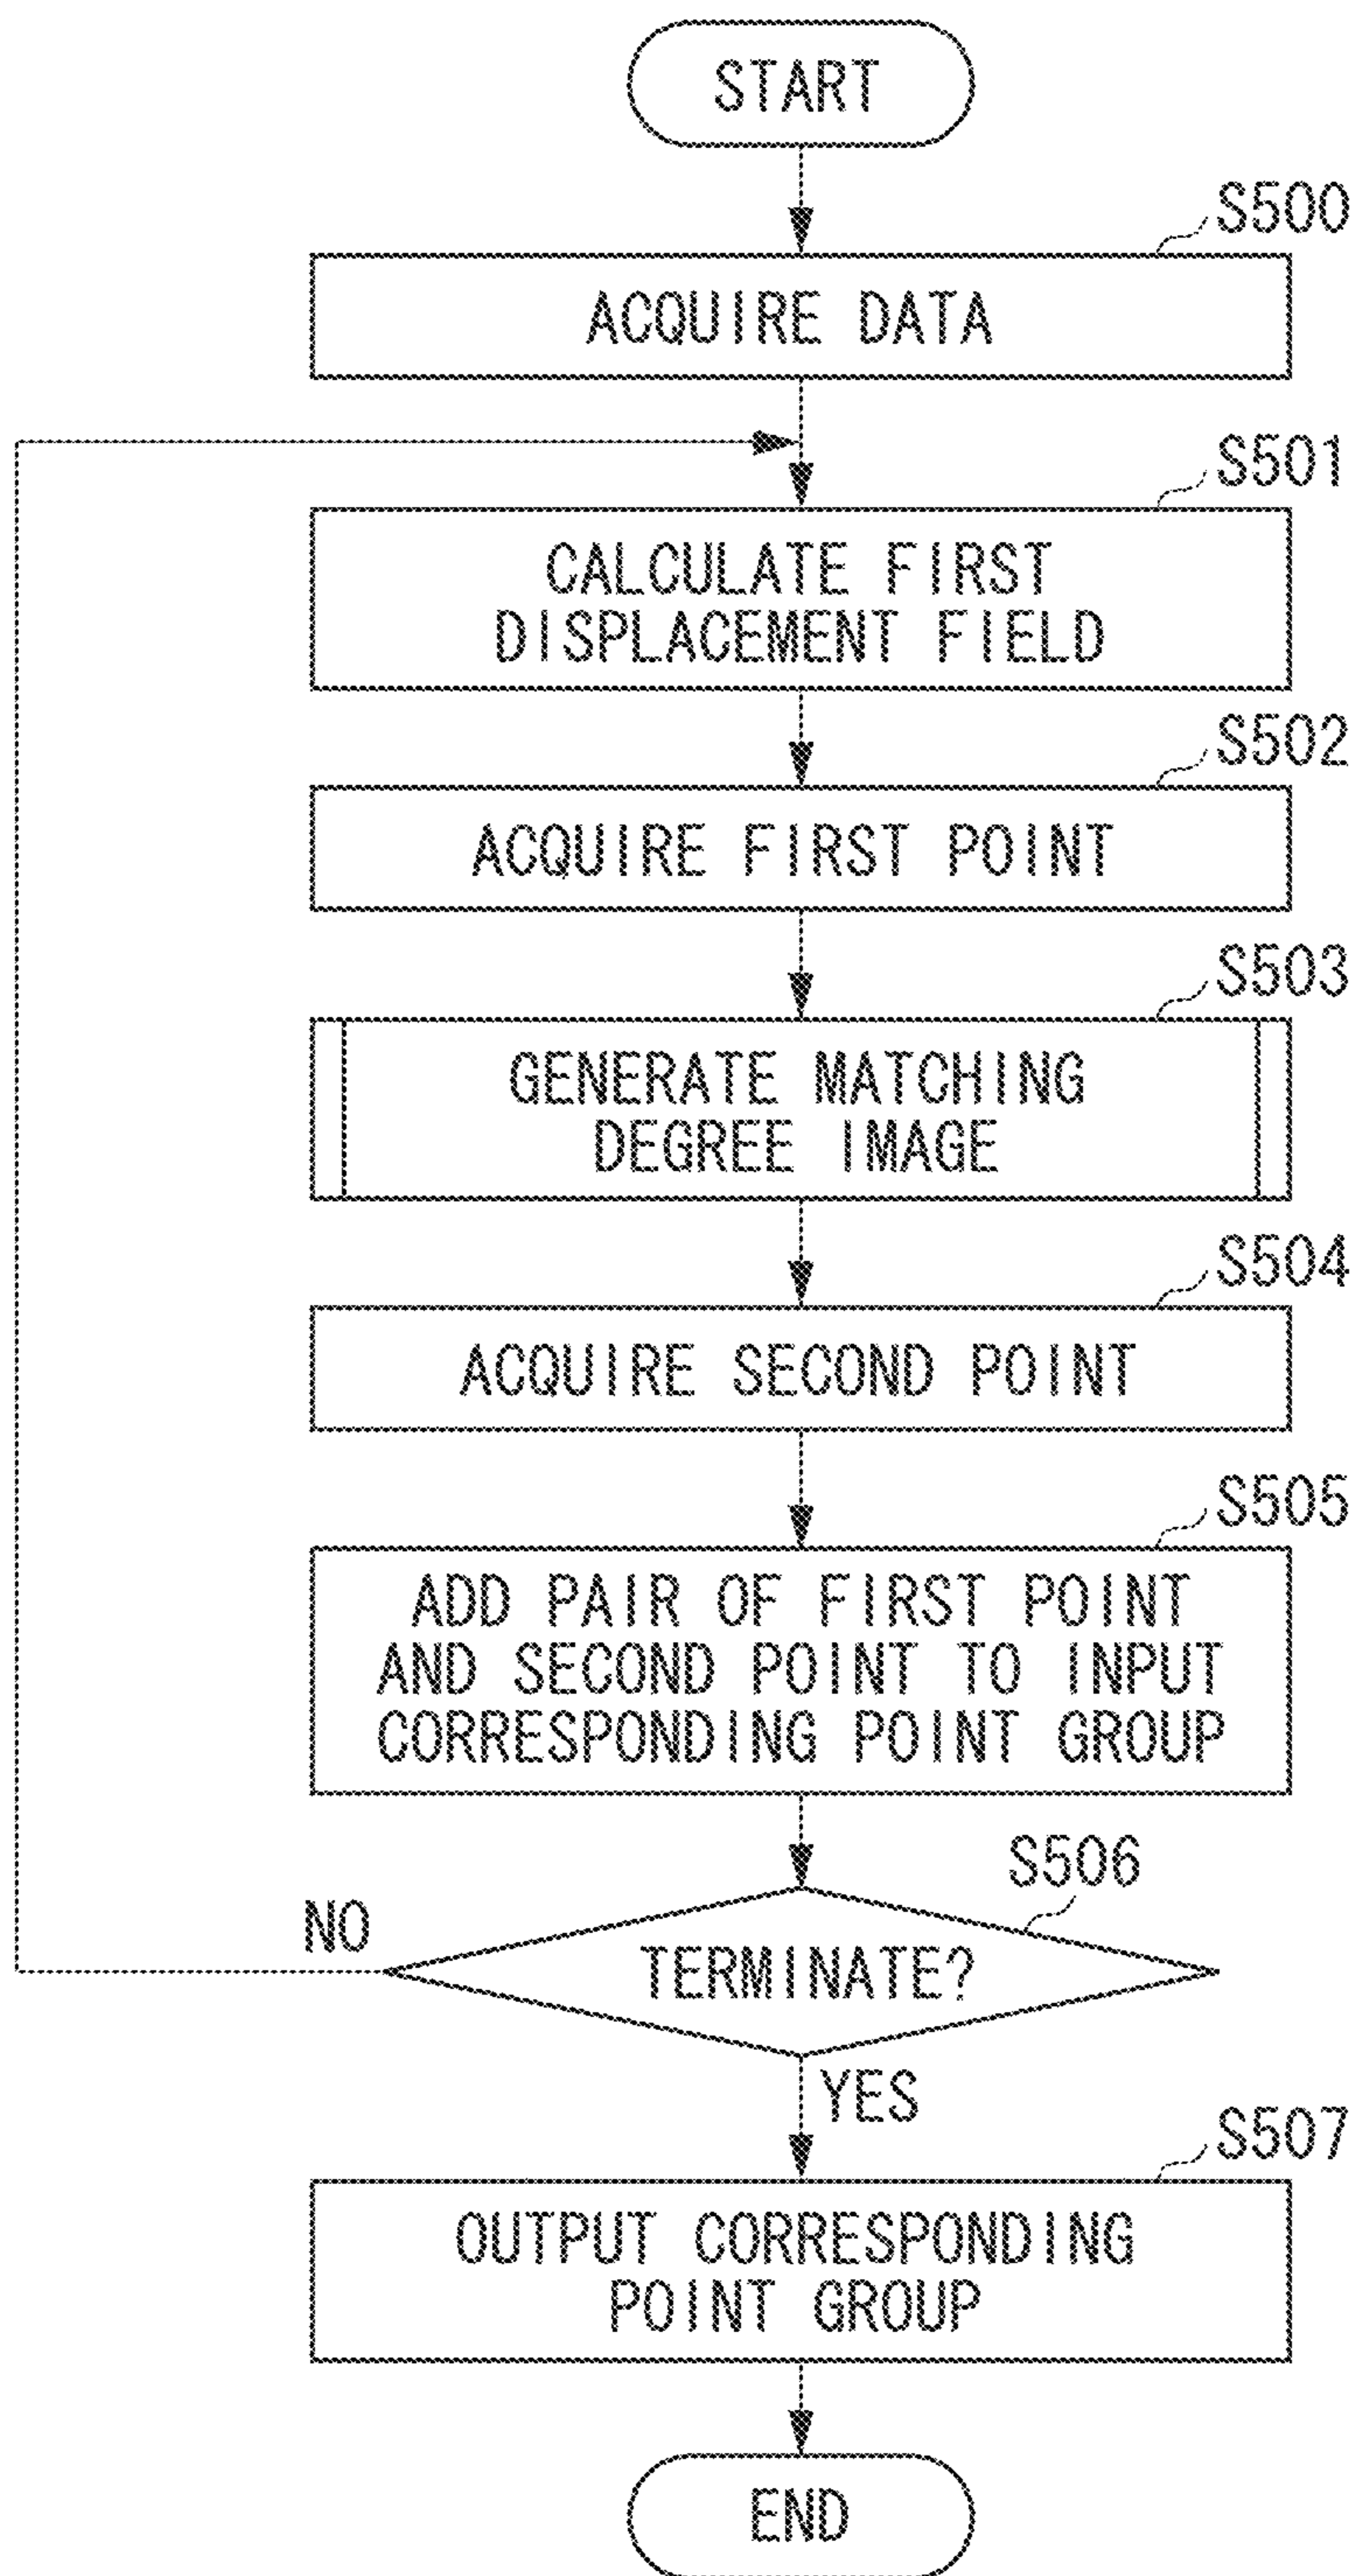 START
S500
ACQUIRE DATA
S501
CALCULATE FIRST
DISPLACEMENT FIELD
S502
ACQUIRE FIRST POINT
S503
GENERATE MATCHING
DEGREE IMAGE
S504
ACQUIRE SECOND POINT
S505
ADD PAIR OF FIRST POINT
AND SECOND POINT TO INPUT
CORRESPONDING POINT GROUP
S506
NO
TERMINATE?
YES
S507
OUTPUT CORRESPONDING
POINT GROUP
END